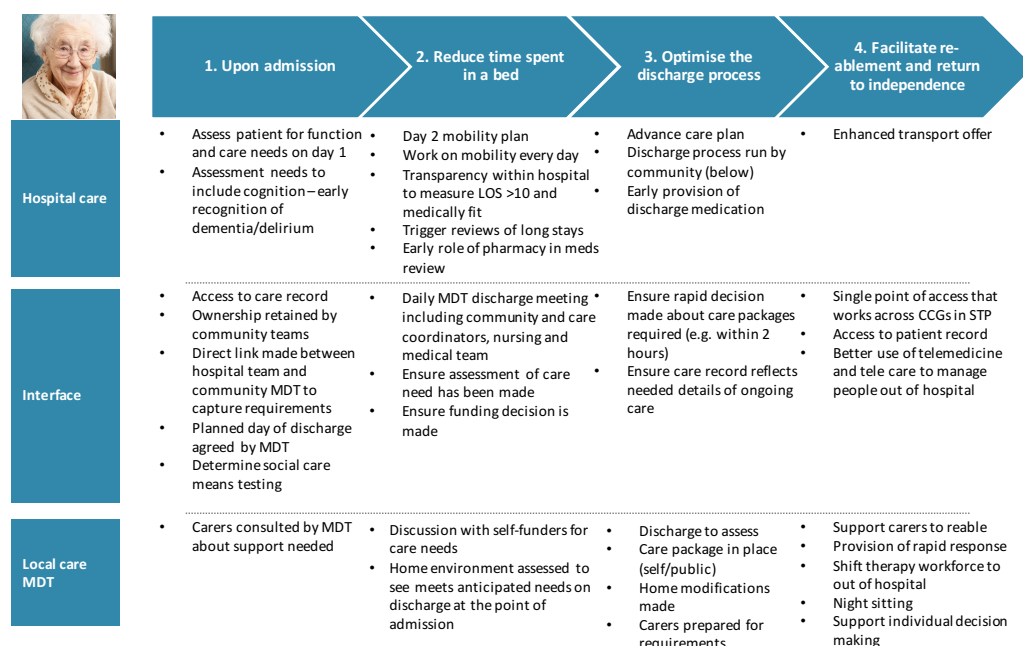 1. Upon admission
2. Reduce time spent
in a bed
3. Optimise the
discharge process
4. Facilitate re-
ablement and return
to independence
Hospital care
• Assess patient for function
and care needs on day 1
• Assessment needs to
include cognition – early
recognition of
dementia/delirium
• Day 2 mobility plan
• Work on mobility every day
• Transparency within hospital
to measure LOS >10 and
medically fit
• Trigger reviews of long stays
• Early role of pharmacy in meds
review
• Advance care plan
• Discharge process run by
community (below)
• Early provision of
discharge medication
• Enhanced transport offer
Interface
• Access to care record
• Ownership retained by
community teams
• Direct link made between
hospital team and
community MDT to
capture requirements
• Planned day of discharge
agreed by MDT
• Determine social care
means testing
• Daily MDT discharge meeting
including community and care
coordinators, nursing and
medical team
• Ensure assessment of care
need has been made
• Ensure funding decision is
made
• Ensure rapid decision
made about care packages
required (e.g. within 2
hours)
• Ensure care record reflects
needed details of ongoing
care
• Single point of access that
works across CCGs in STP
• Access to patient record
• Better use of telemedicine
and tele care to manage
people out of hospital
Local care
MDT
• Carers consulted by MDT
about support needed
• Discussion with self-funders for
care needs
• Home environment assessed to
see meets anticipated needs on
discharge at the point of
admission
• Discharge to assess
• Care package in place
(self/public)
• Home modifications
made
• Carers prepared for
requirements
• Support carers to reable
• Provision of rapid response
• Shift therapy workforce to
out of hospital
• Night sitting
• Support individual decision
making